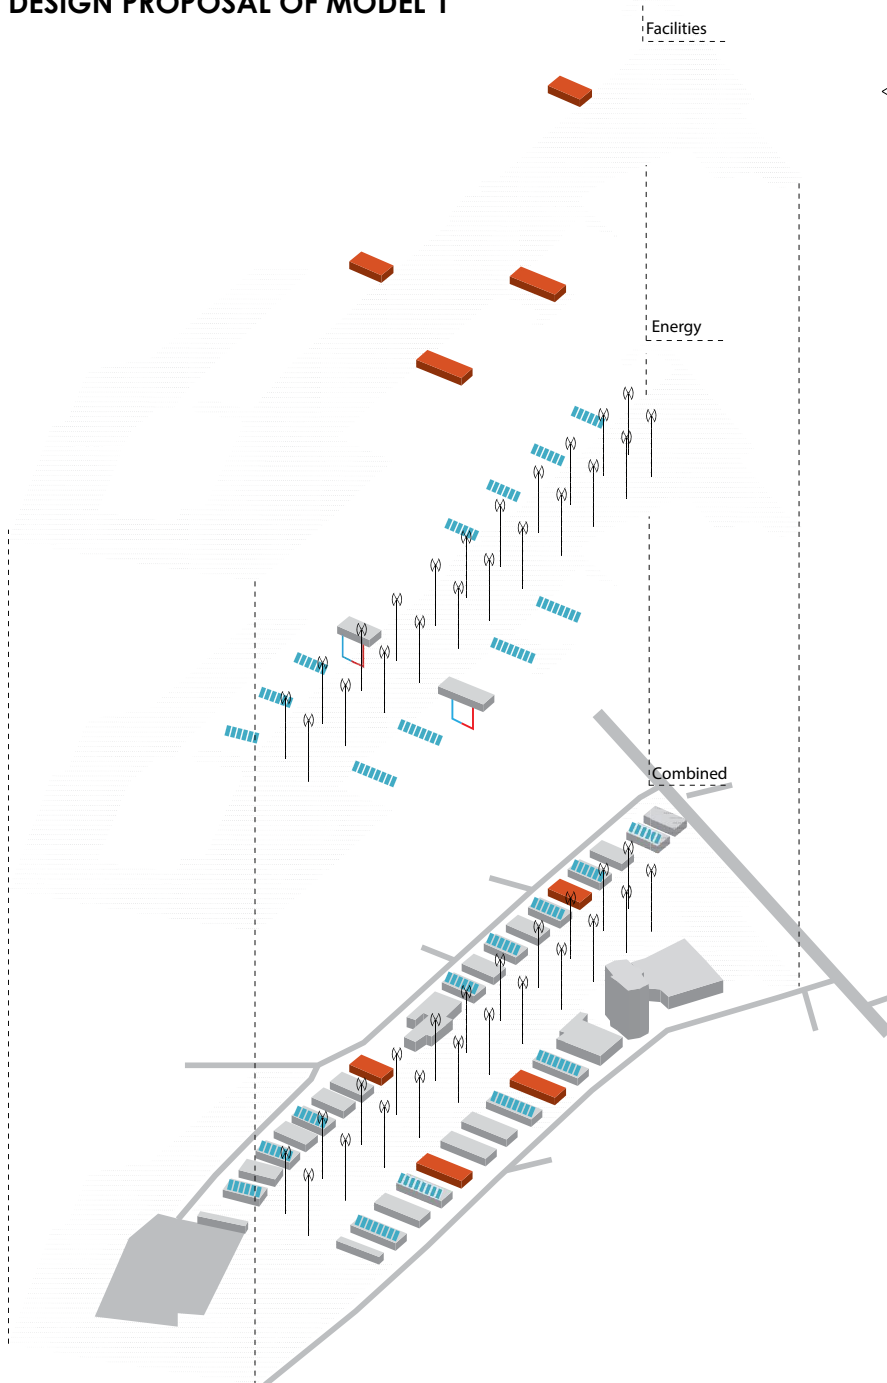 DESIGN PROPOSAL OF MODEL 1
Facilities
<
Energy
Combined